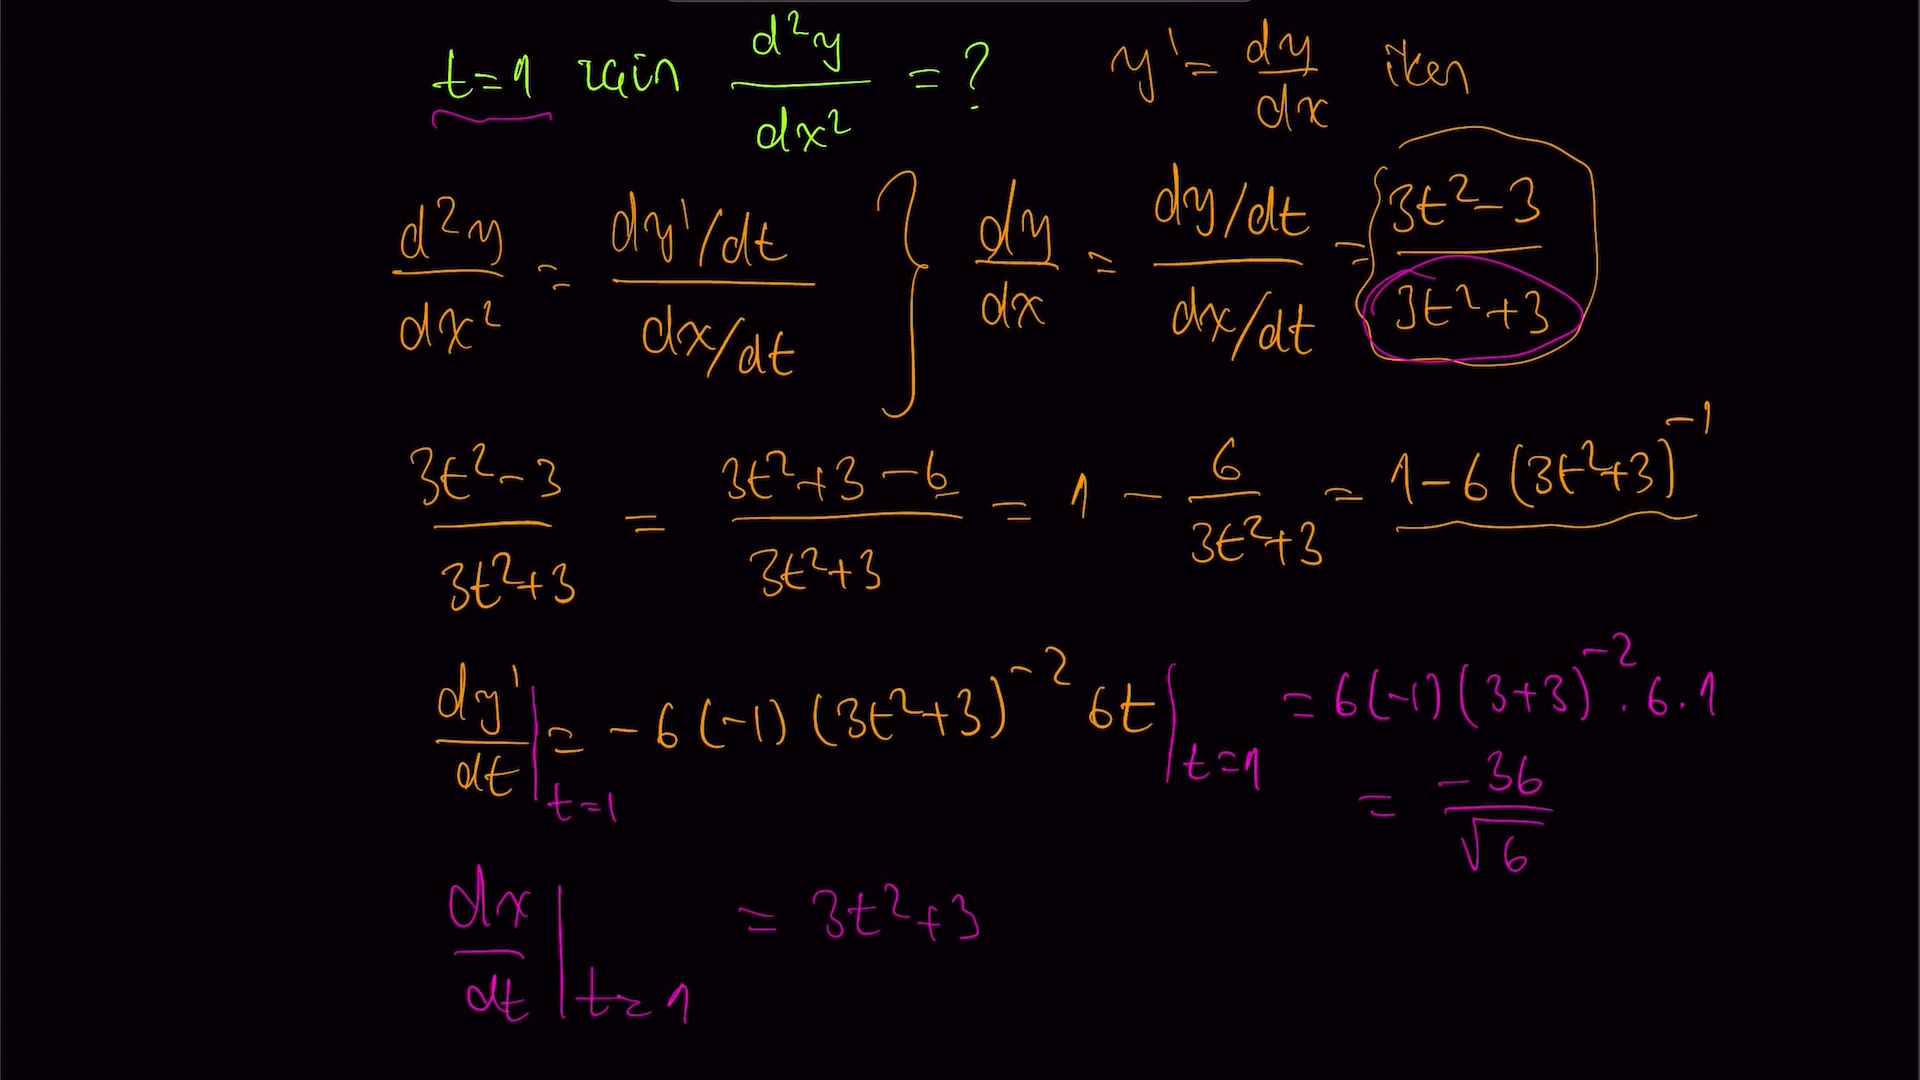 t=1 için d²y/dx² = ? y' = dy/dx iken
d²y/dx² = (dy'/dt)/(dx/dt) } dy/dx = (dy/dt)/(dx/dt) = (3t²-3)/(3t²+3)
(3t²-3)/(3t²+3) = (3t²+3-6)/(3t²+3) = 1 - 6/(3t²+3) = 1-6(3t²+3)⁻¹
dy'/dt |t=1 = -6(-1)(3t²+3)⁻² 6t |t=1 = 6(-1)(3+3)⁻².6.1
= -36/√6
dx/dt |t=1 = 3t²+3